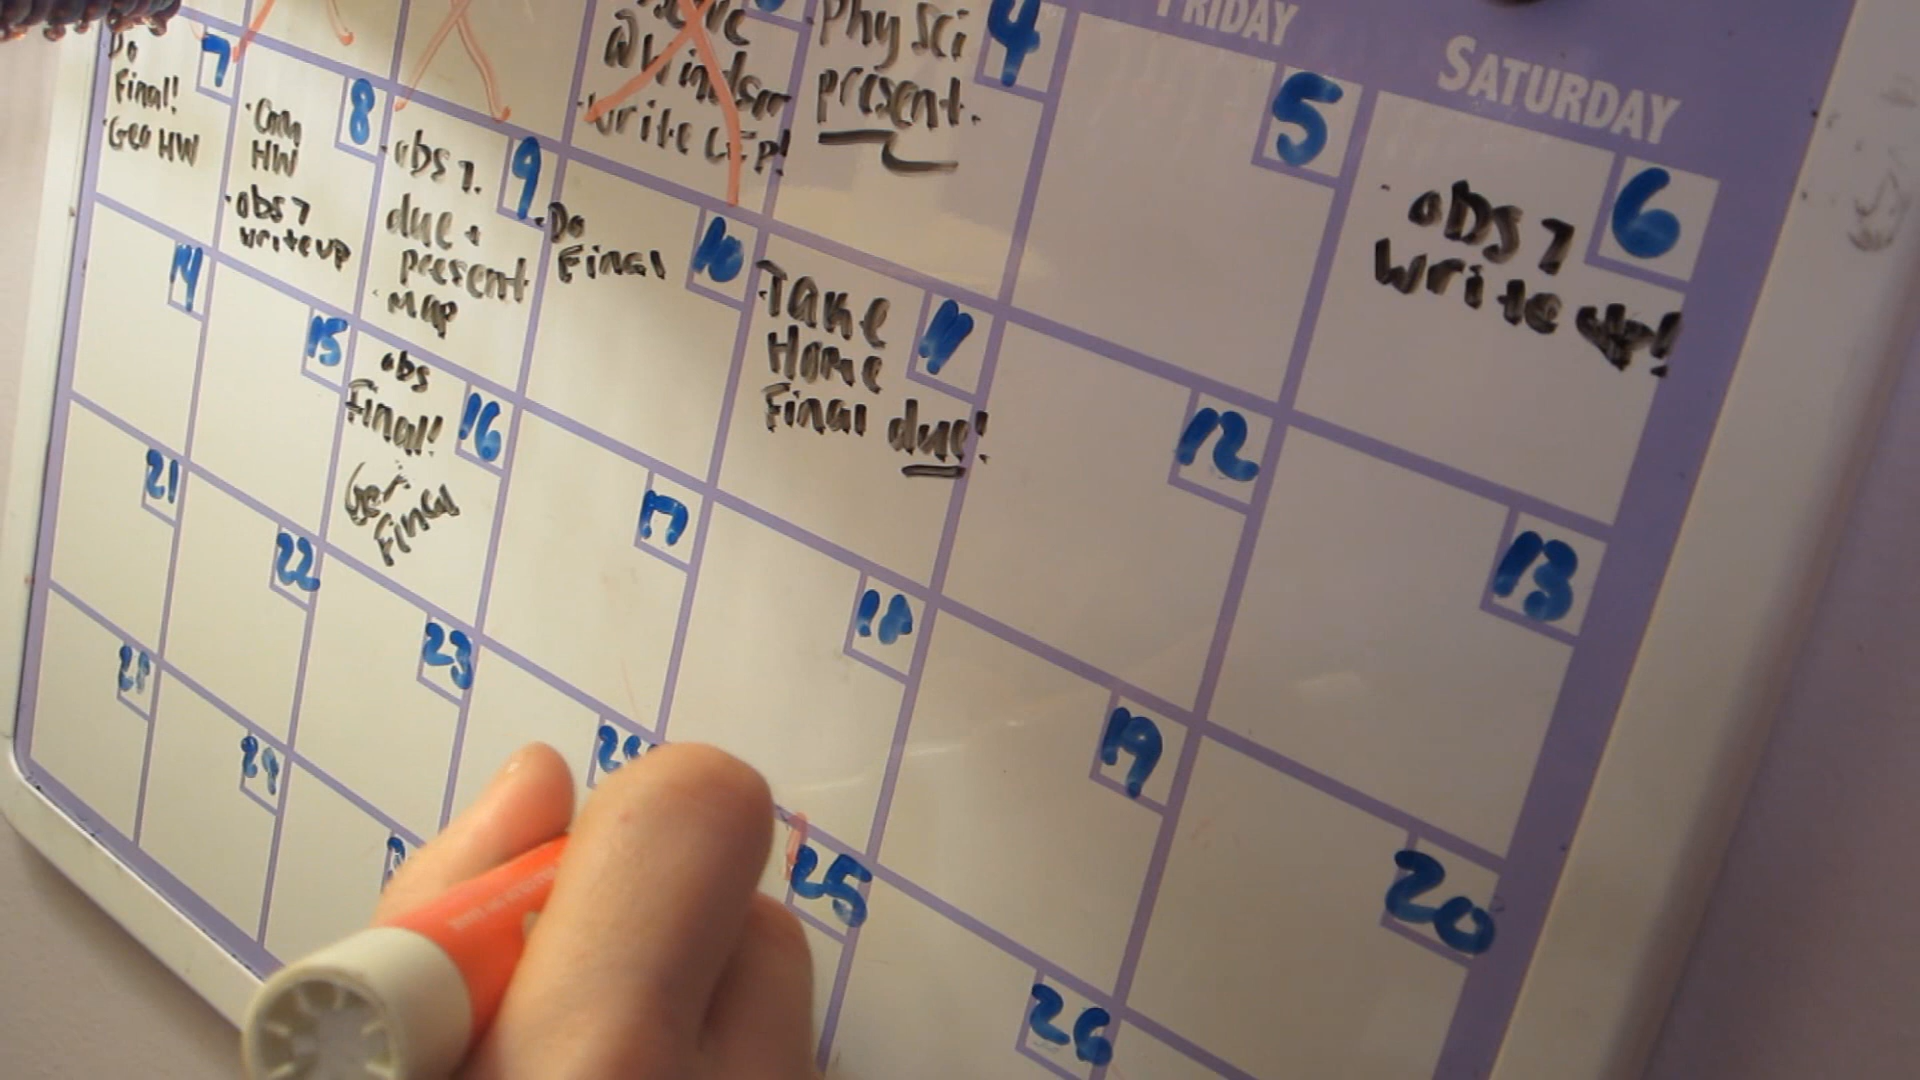 FRIDAY
SATURDAY
write
Phy Sci
present.
4
5
6
obs 7
write up!
7
Do
Final!
Geo HW
8
HW
obs 7
writeup
9
obs 7.
due +
present
Map
10
Do
Final
11
Take
Home
Final due!
12
13
14
15
16
obs
Final!
Final
17
18
19
20
21
22
23
25
26
28
29